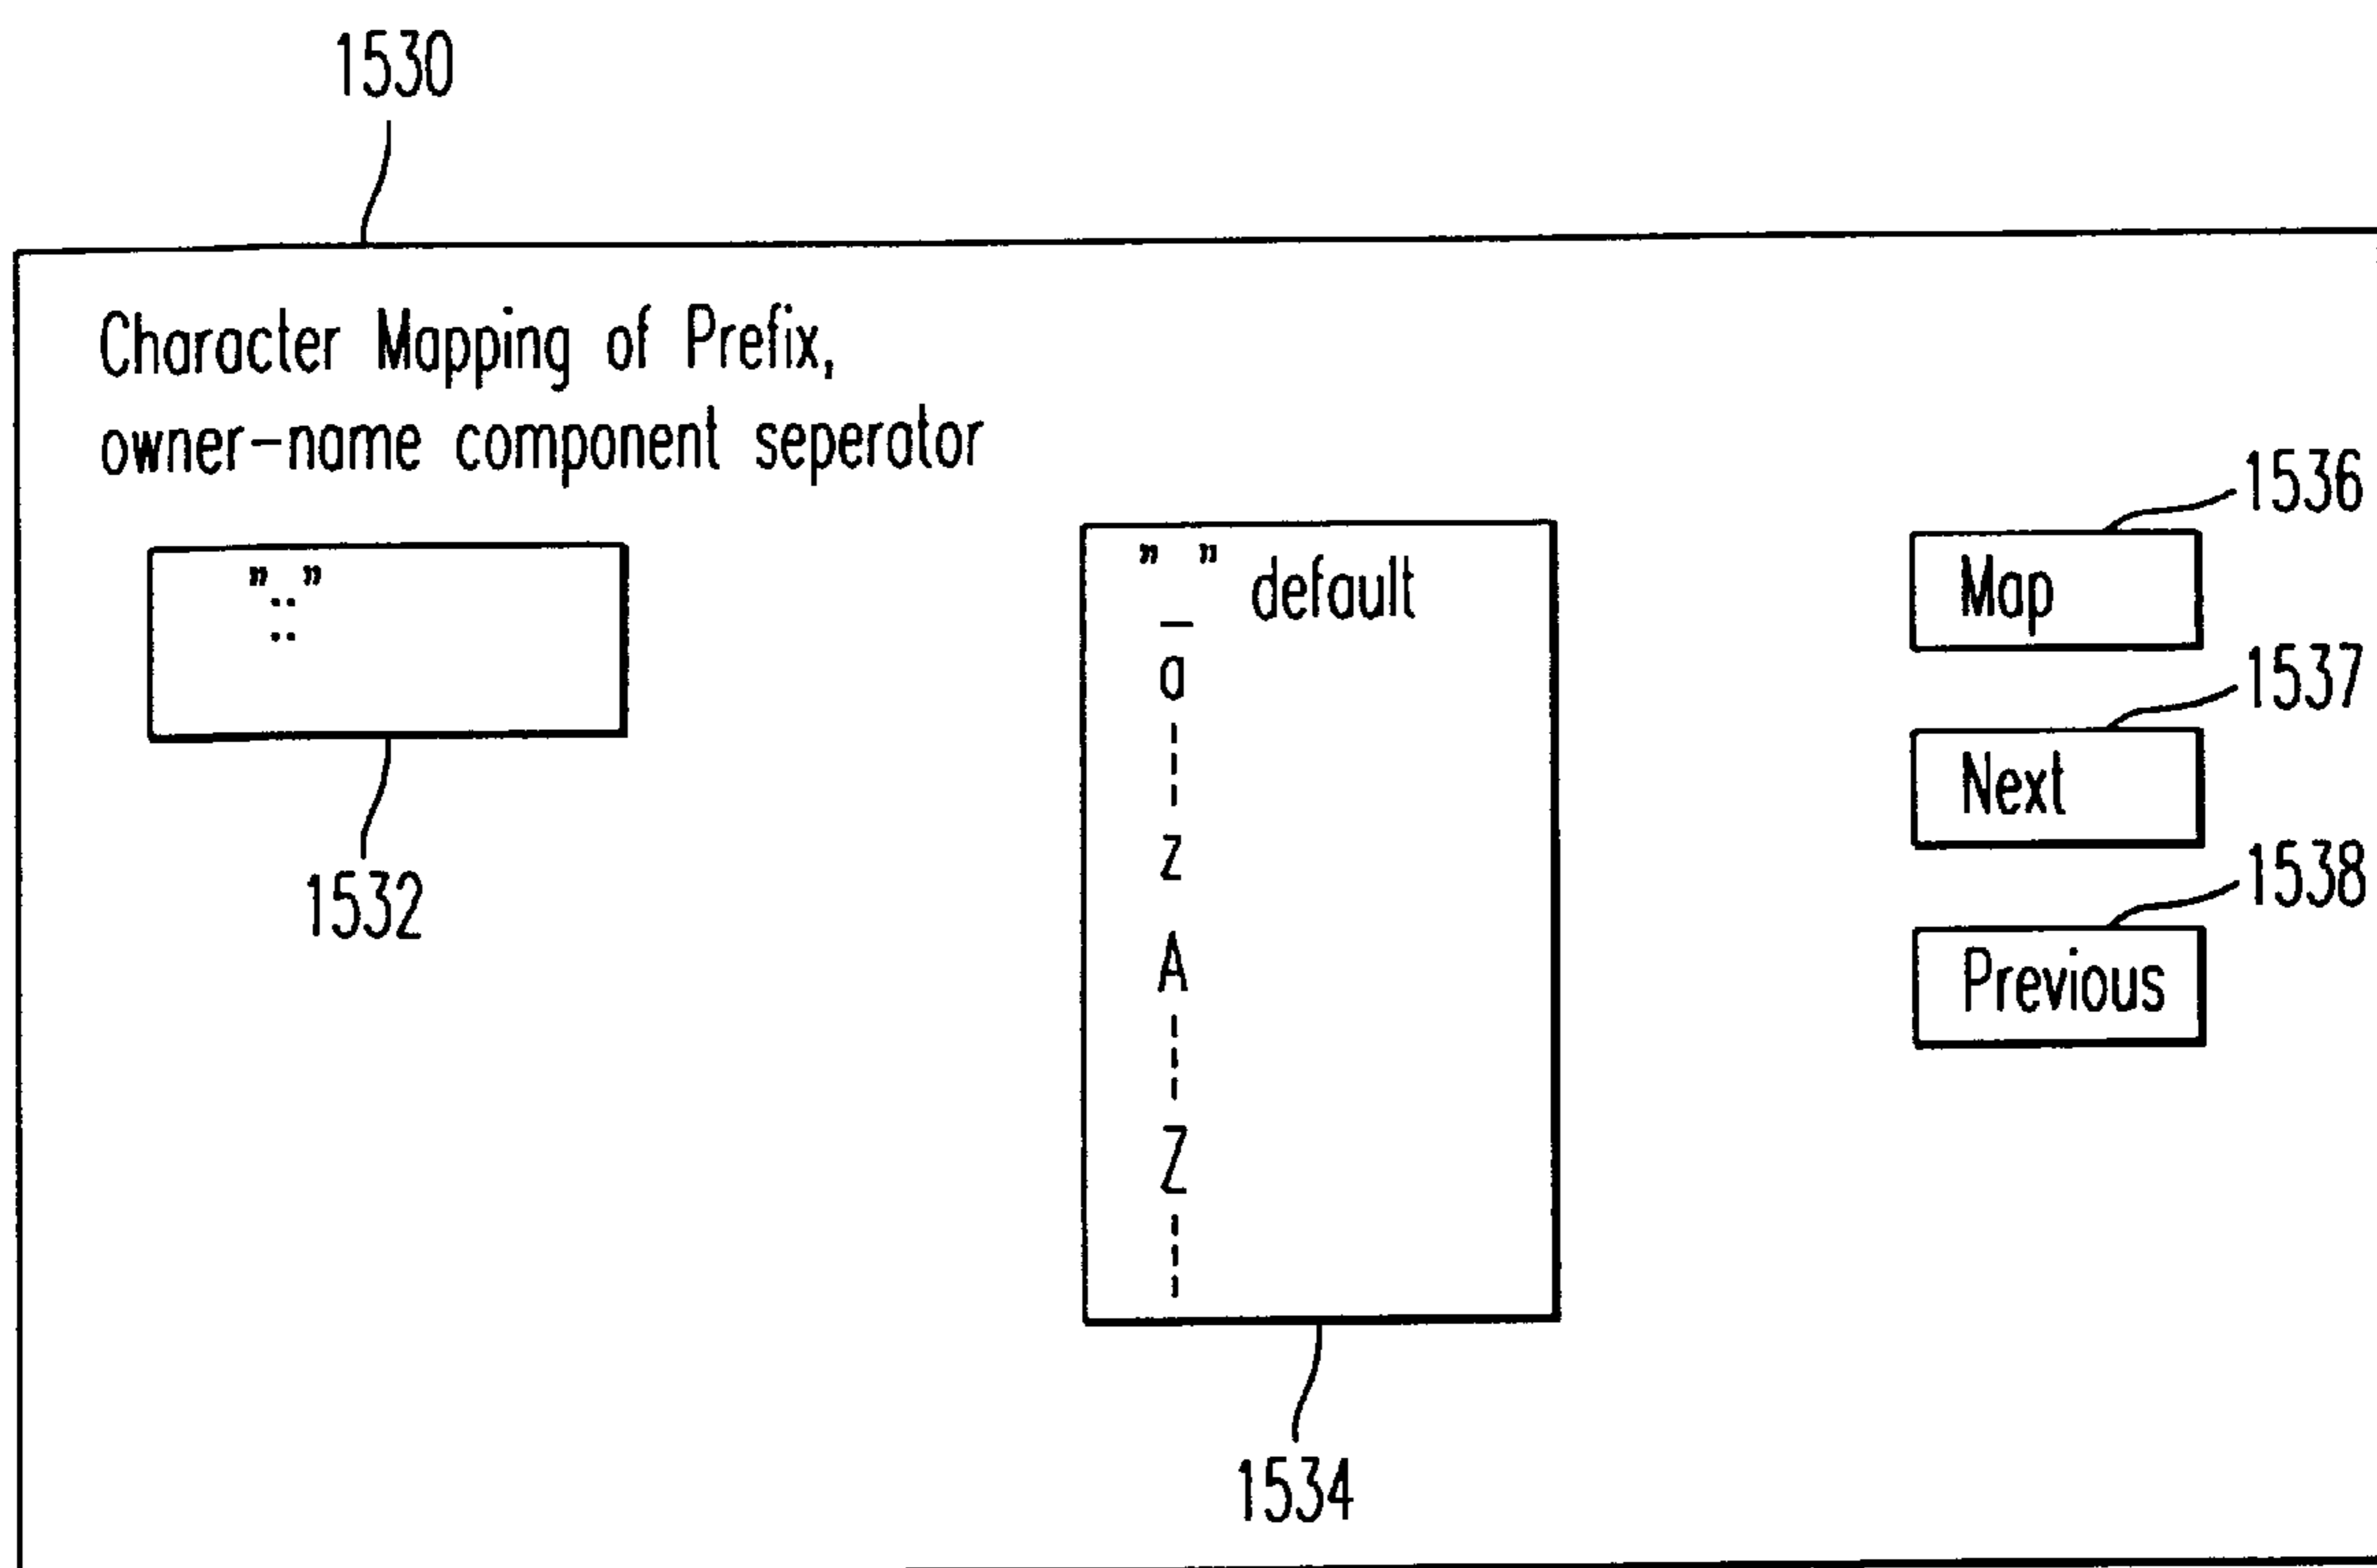 1530
Character Mapping of Prefix,
owner-name component seperator
"::"
1532
"_" default
a
z
A
Z
1534
1536
Map
1537
Next
1538
Previous